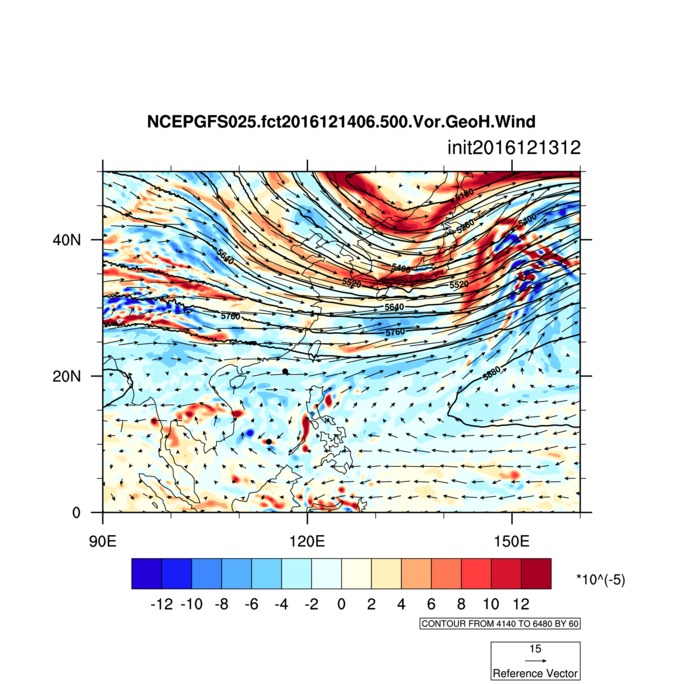 NCEPGFS025.fct2016121406.500.Vor.GeoH.Wind
init2016121312
5160
5280
5400
40N
5640
5400
5520
5520
5640
5760
5760
5880
20N
0
90E 120E 150E
-12 -10 -8 -6 -4 -2 0 2 4 6 8 10 12
*10^(-5)
CONTOUR FROM 4140 TO 6480 BY 60
15
Reference Vector